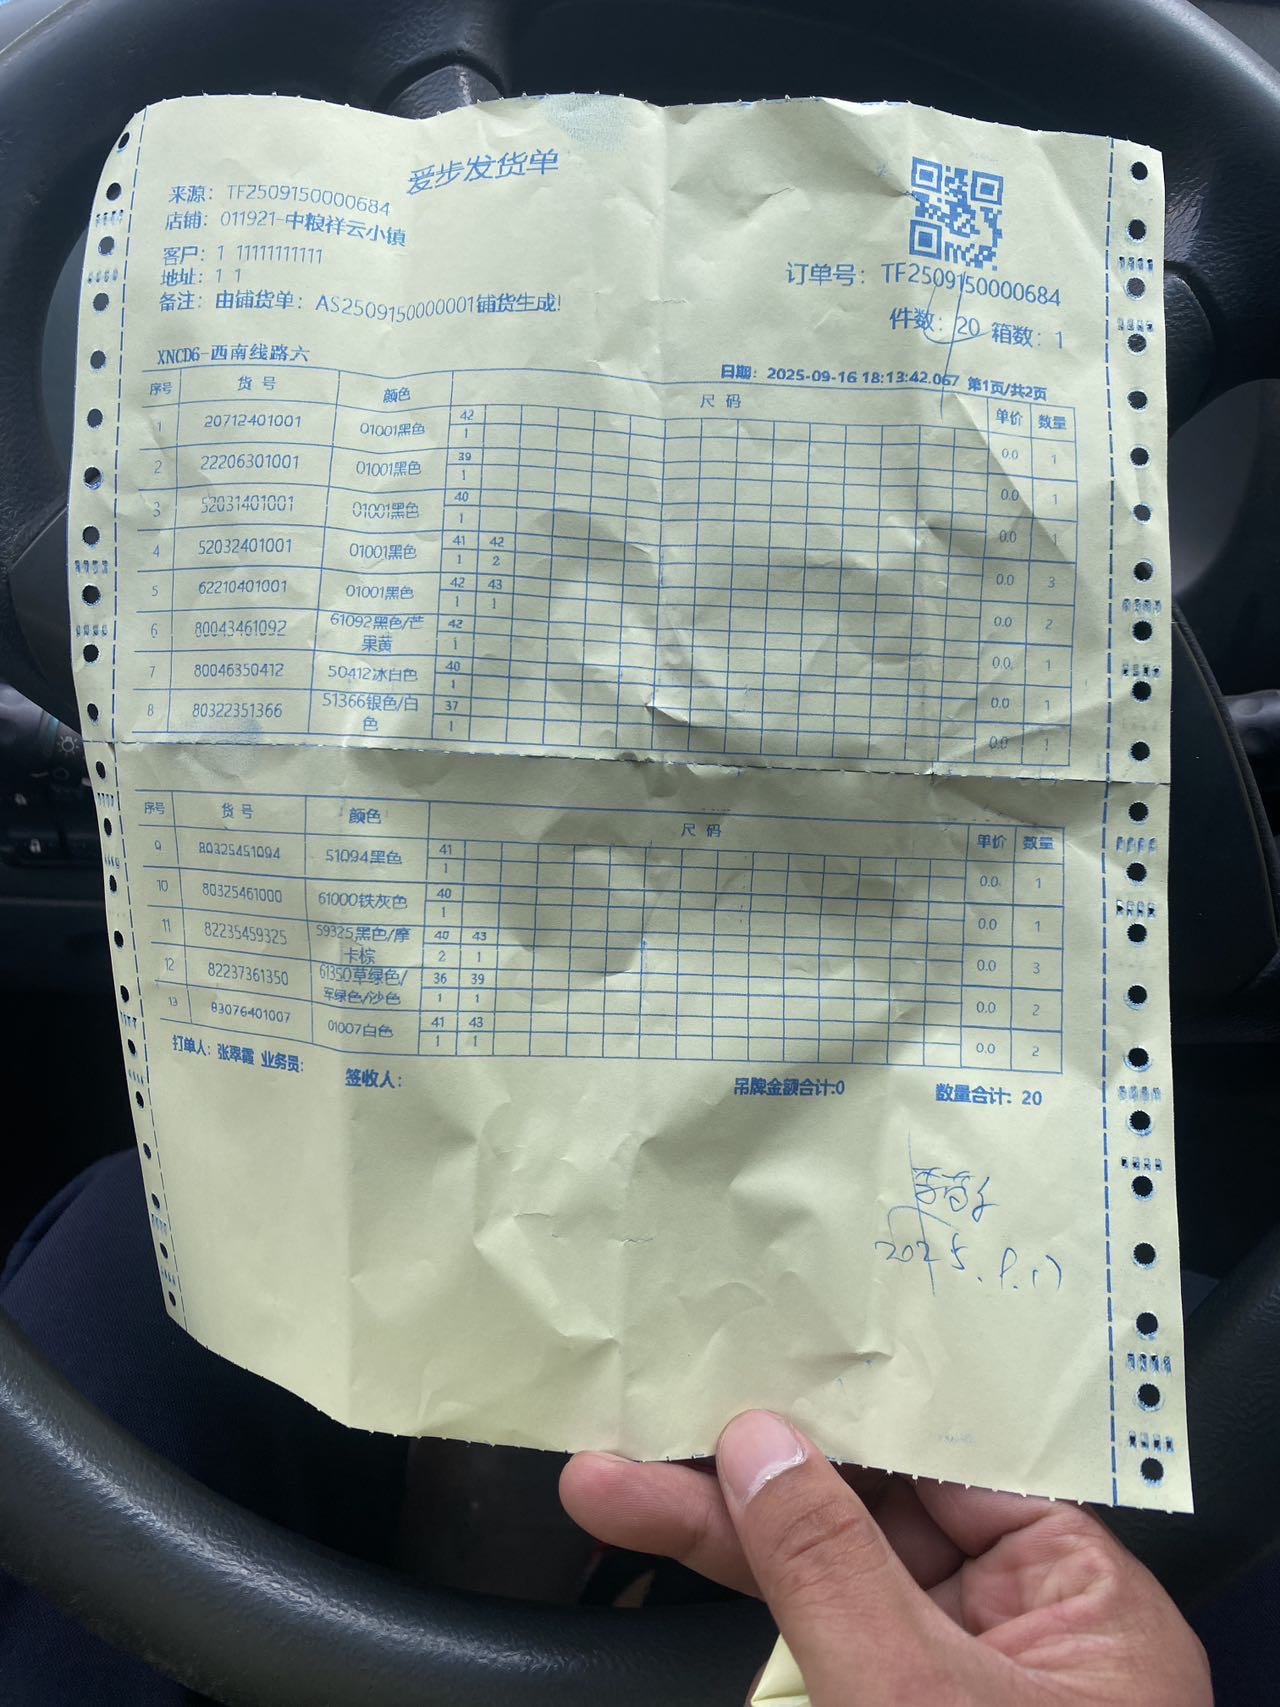 爱步发货单
来源：TF2509150000684
店铺：011921-中粮祥云小镇
客户：1 11111111111
地址：1 1
备注：由铺货单：AS2509150000001铺货生成!
订单号：TF2509150000684
件数：20 箱数：1
XNCD6-西南线路六
日期：2025-09-16 18:13:42.067 第1页/共2页
序号 货号 颜色 尺码 单价 数量
1 20712401001 01001黑色 42 0.0 1
1
2 22206301001 01001黑色 39 0.0 1
1
3 52031401001 01001黑色 40 0.0 1
1
4 52032401001 01001黑色 41 42 0.0 3
1 2
5 62210401001 01001黑色 42 43 0.0 2
1 1
6 80043461092 61092黑色/芒果黄 42 0.0 1
1
7 80046350412 50412冰白色 40 0.0 1
1
8 80322351366 51366银色/白色 37 0.0 1
1
序号 货号 颜色 尺码 单价 数量
9 80325451094 51094黑色 41 0.0 1
1
10 80325461000 61000铁灰色 40 0.0 1
1
11 82235459325 59325黑色/摩卡棕 40 43 0.0 3
2 1
12 82237361350 61350草绿色/军绿色/沙色 36 39 0.0 2
1 1
13 83076401007 01007白色 41 43 0.0 2
1 1
打单人：张翠霞 业务员： 签收人： 吊牌金额合计:0 数量合计：20
2025.9.17